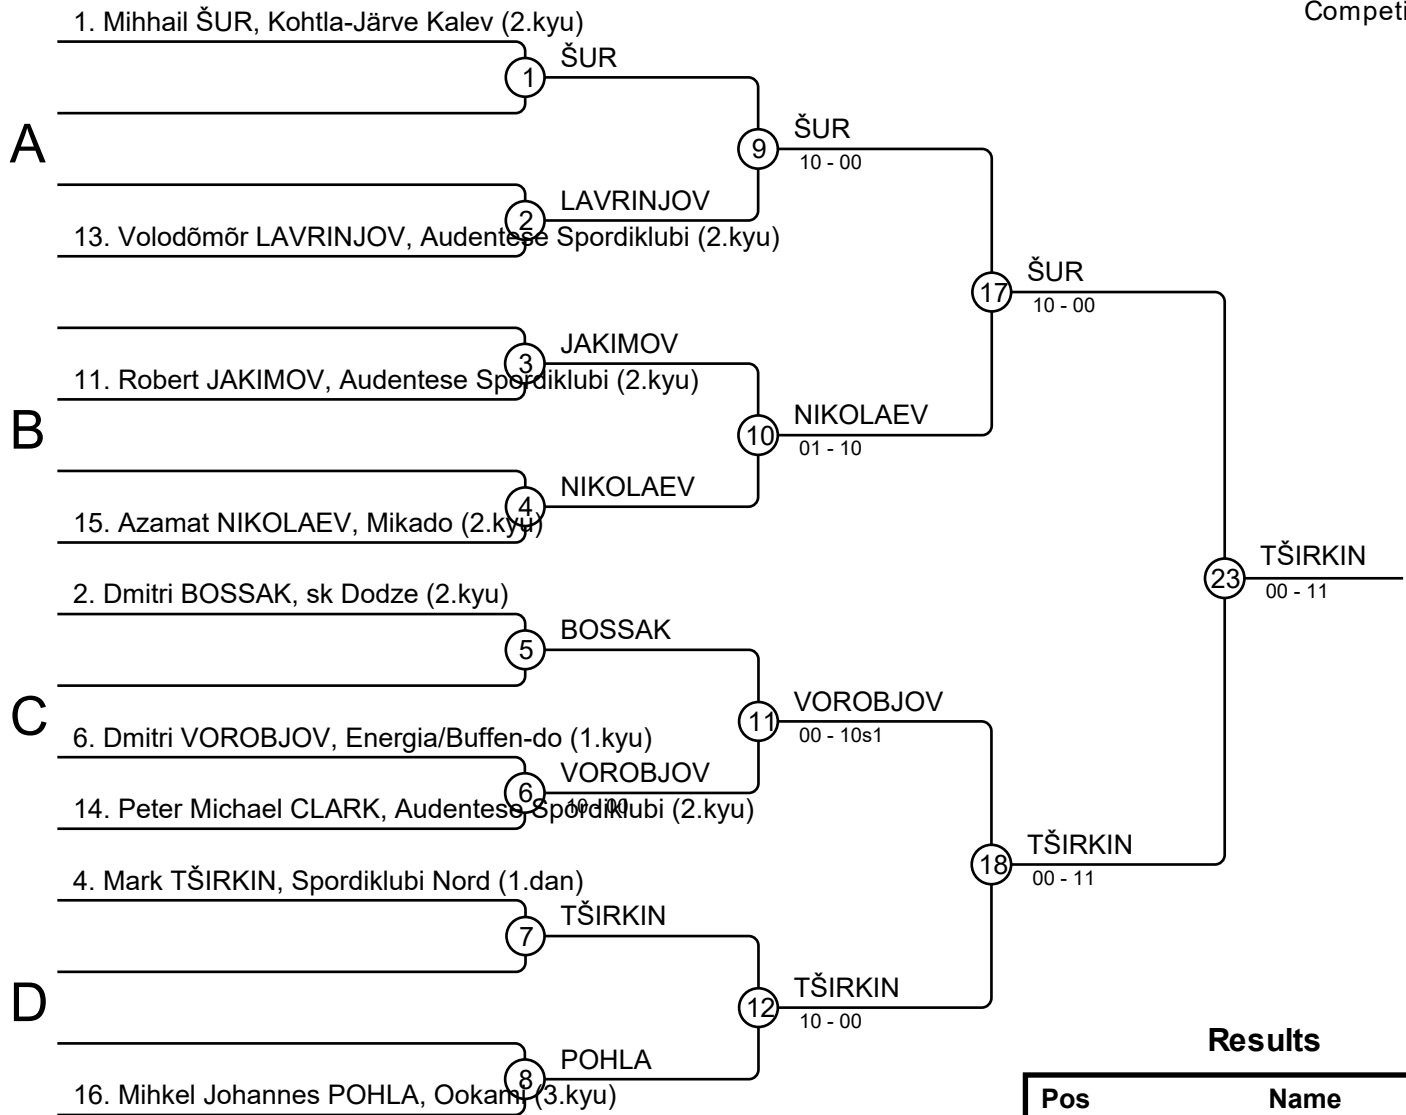 Competi
1. Mihhail ŠUR, Kohtla-Järve Kalev (2.kyu)
1
ŠUR
A
9
ŠUR
10 - 00
2
LAVRINJOV
13. Volodõmõr LAVRINJOV, Audentese Spordiklubi (2.kyu)
17
ŠUR
10 - 00
3
JAKIMOV
11. Robert JAKIMOV, Audentese Spordiklubi (2.kyu)
B
10
NIKOLAEV
01 - 10
4
NIKOLAEV
15. Azamat NIKOLAEV, Mikado (2.kyu)
23
TŠIRKIN
00 - 11
2. Dmitri BOSSAK, sk Dodze (2.kyu)
5
BOSSAK
C
11
VOROBJOV
00 - 10s1
6. Dmitri VOROBJOV, Energia/Buffen-do (1.kyu)
6
VOROBJOV
10 - 00
14. Peter Michael CLARK, Audentese Spordiklubi (2.kyu)
18
TŠIRKIN
00 - 11
4. Mark TŠIRKIN, Spordiklubi Nord (1.dan)
7
TŠIRKIN
D
12
TŠIRKIN
10 - 00
8
POHLA
16. Mihkel Johannes POHLA, Ookami (3.kyu)
Results
Pos Name